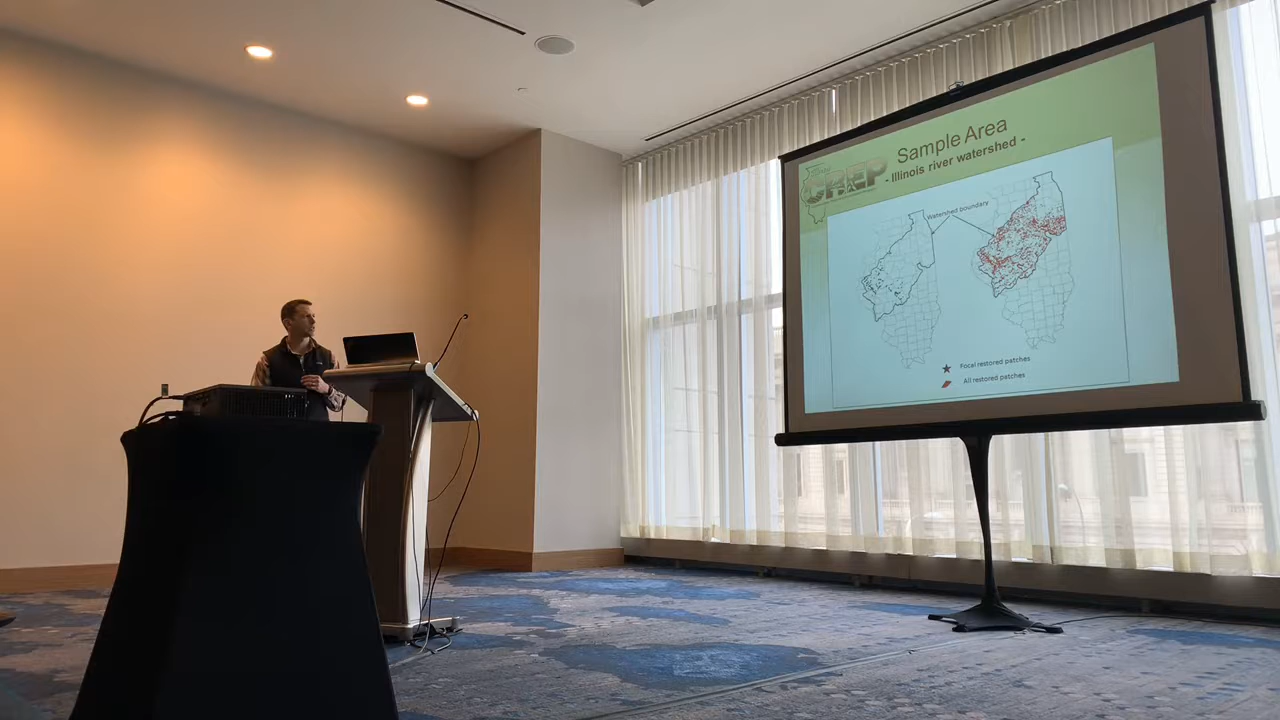 Sample Area
- Illinois river watershed -
CREP
Watershed boundary
Focal restored patches
All restored patches